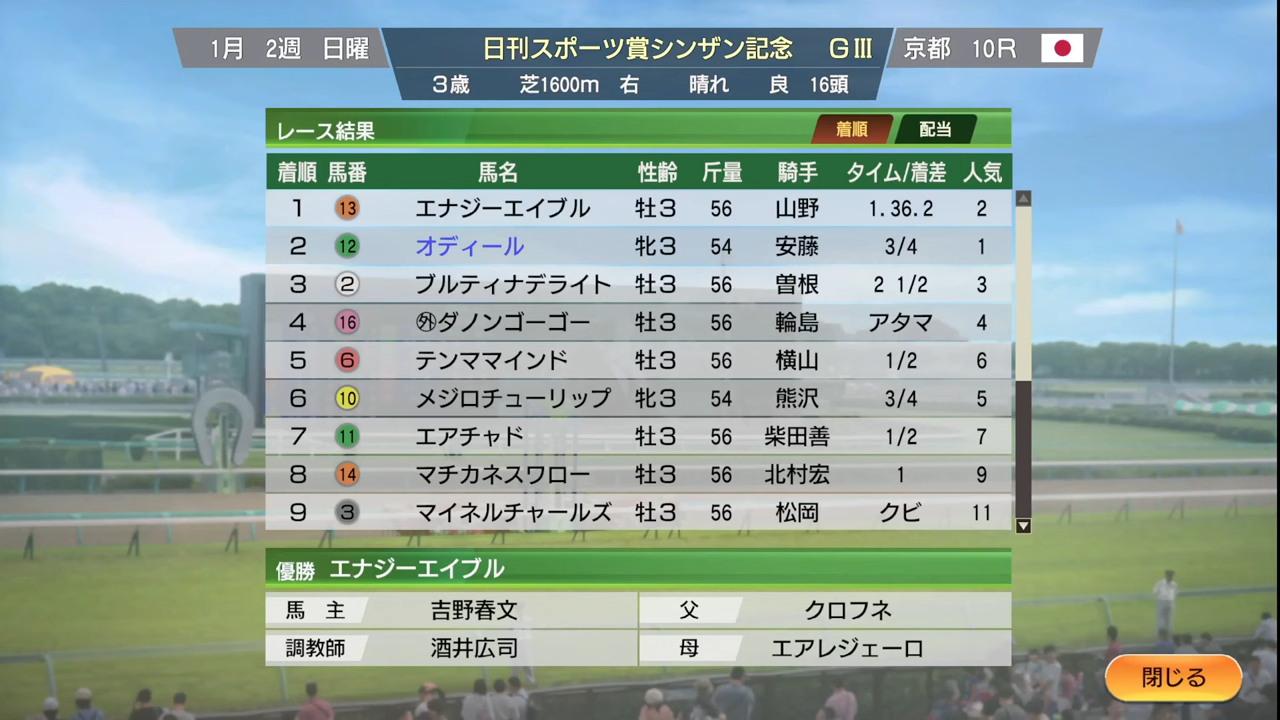 1月 2週 日曜 日刊スポーツ賞シンザン記念 GⅢ 京都 10R
3歳 芝1600m 右 晴れ 良 16頭
レース結果 着順 配当
着順 馬番 馬名 性齢 斤量 騎手 タイム/着差 人気
1 13 エナジーエイブル 牡3 56 山野 1.36.2 2
2 12 オディール 牝3 54 安藤 3/4 1
3 2 ブルティナデライト 牡3 56 曽根 2 1/2 3
4 16 ㊕ダノンゴーゴー 牡3 56 輪島 アタマ 4
5 6 テンママインド 牡3 56 横山 1/2 6
6 10 メジロチューリップ 牝3 54 熊沢 3/4 5
7 11 エアチャド 牡3 56 柴田善 1/2 7
8 14 マチカネスワロー 牡3 56 北村宏 1 9
9 3 マイネルチャールズ 牡3 56 松岡 クビ 11
優勝 エナジーエイブル
馬主 吉野春文 父 クロフネ
調教師 酒井広司 母 エアレジェーロ
閉じる